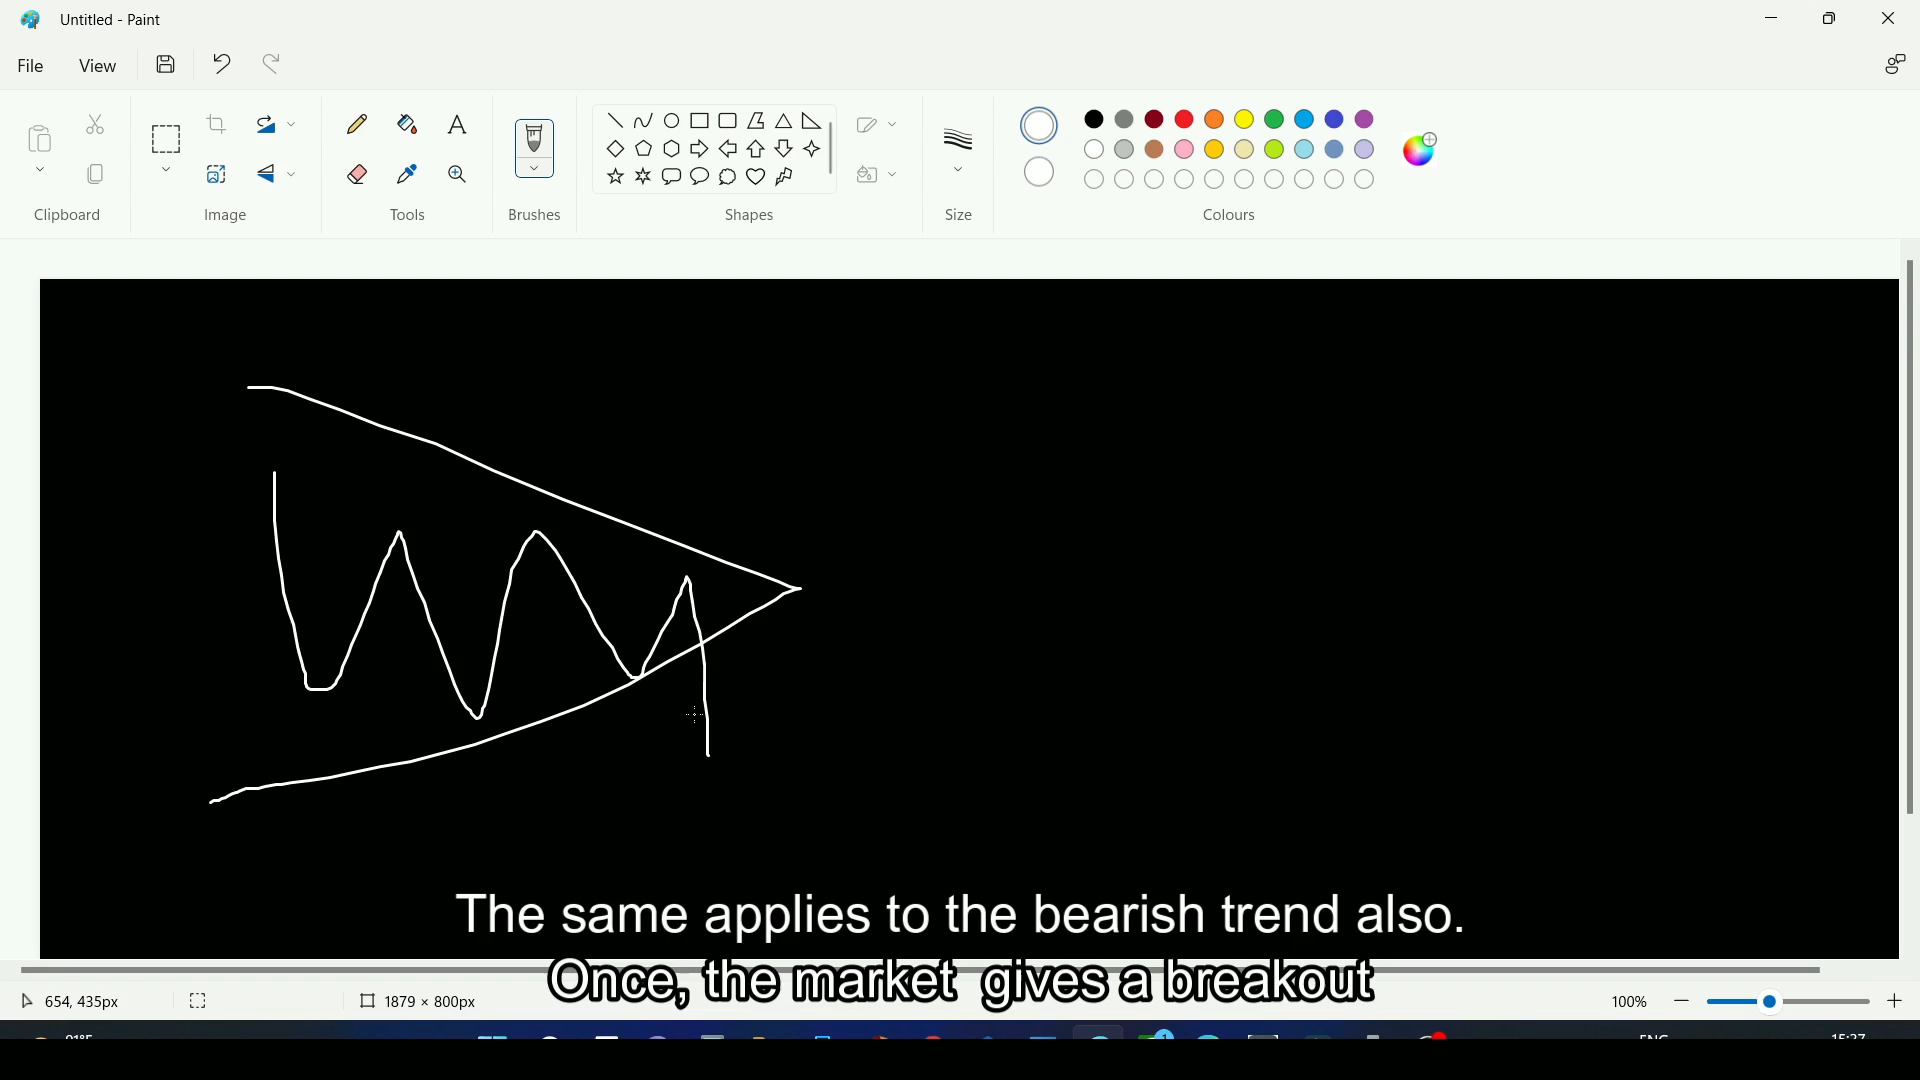 Untitled - Paint
File
View
Clipboard
Image
Tools
Brushes
Shapes
Size
Colours
The same applies to the bearish trend also.
Once, the market gives a breakout
654, 435px
1879 × 800px
100%